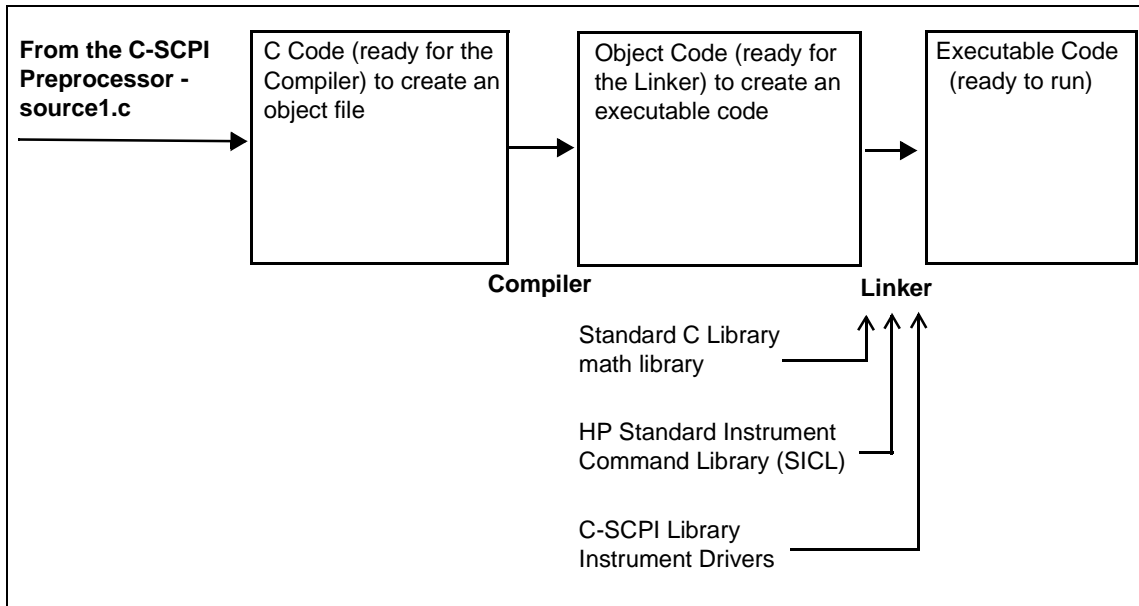 From the C-SCPI
Preprocessor -
source1.c
C Code (ready for the
Compiler) to create an
object file
Object Code (ready for
the Linker) to create an
executable code
Executable Code
(ready to run)
Compiler
Linker
Standard C Library
math library
HP Standard Instrument
Command Library (SICL)
C-SCPI Library
Instrument Drivers